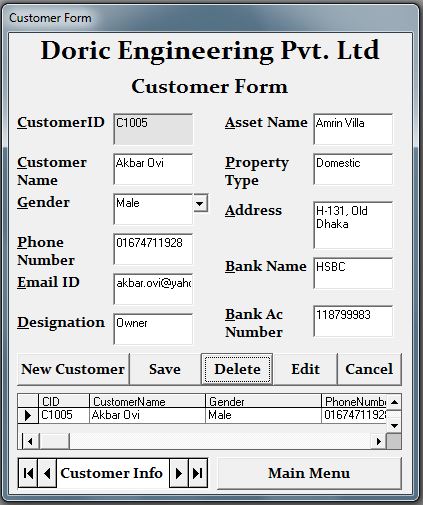 Customer Form
Doric Engineering Pvt. Ltd
Customer Form
CustomerID C1005
Asset Name Amrin Villa
Customer Name Akbar Ovi
Property Type Domestic
Gender Male
Address H-131, Old
Dhaka
Phone Number 01674711928
Email ID akbar.ovi@yaho
Bank Name HSBC
Designation Owner
Bank Ac Number 118799983
New Customer Save Delete Edit Cancel
CID CustomerName Gender PhoneNumb
C1005 Akbar Ovi Male 0167471192
Customer Info Main Menu